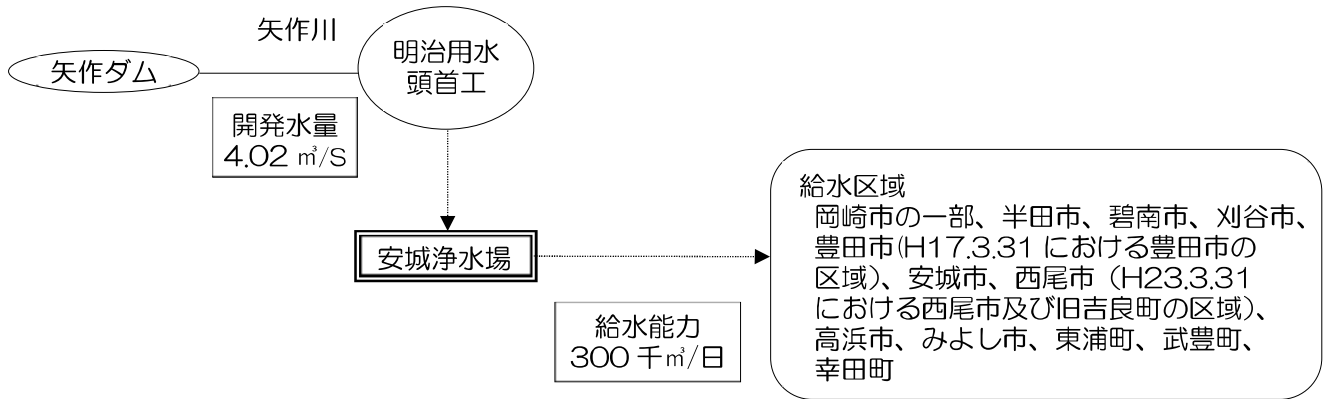 矢作川
矢作ダム
明治用水
頭首工
開発水量
4.02 ㎥/S
安城浄水場
給水能力
300 千㎥/日
給水区域
岡崎市の一部、半田市、碧南市、刈谷市、
豊田市(H17.3.31 における豊田市の
区域)、安城市、西尾市（H23.3.31
における西尾市及び旧吉良町の区域)、
高浜市、みよし市、東浦町、武豊町、
幸田町